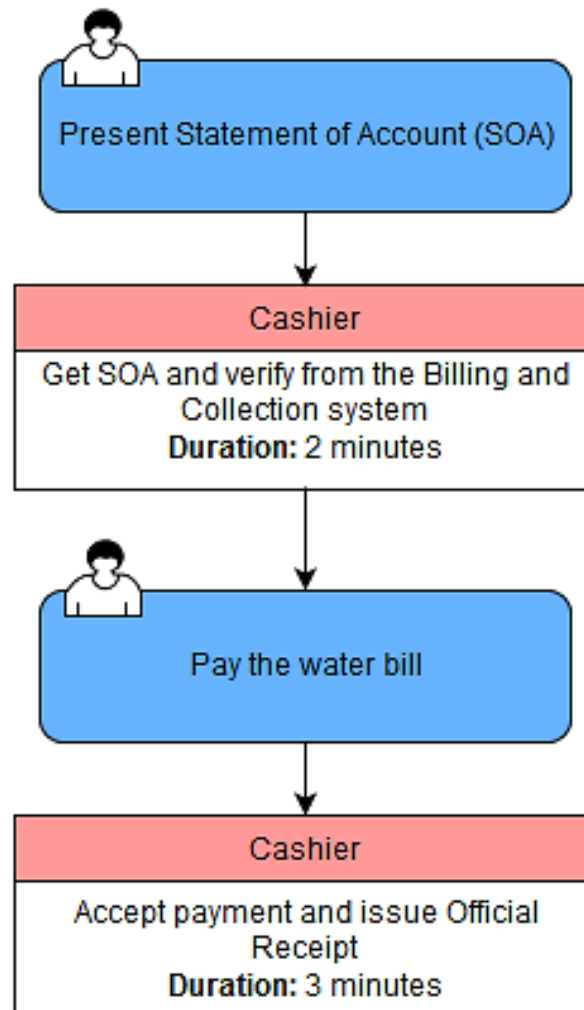 Present Statement of Account (SOA)
Cashier
Get SOA and verify from the Billing and
Collection system
Duration: 2 minutes
Pay the water bill
Cashier
Accept payment and issue Official
Receipt
Duration: 3 minutes